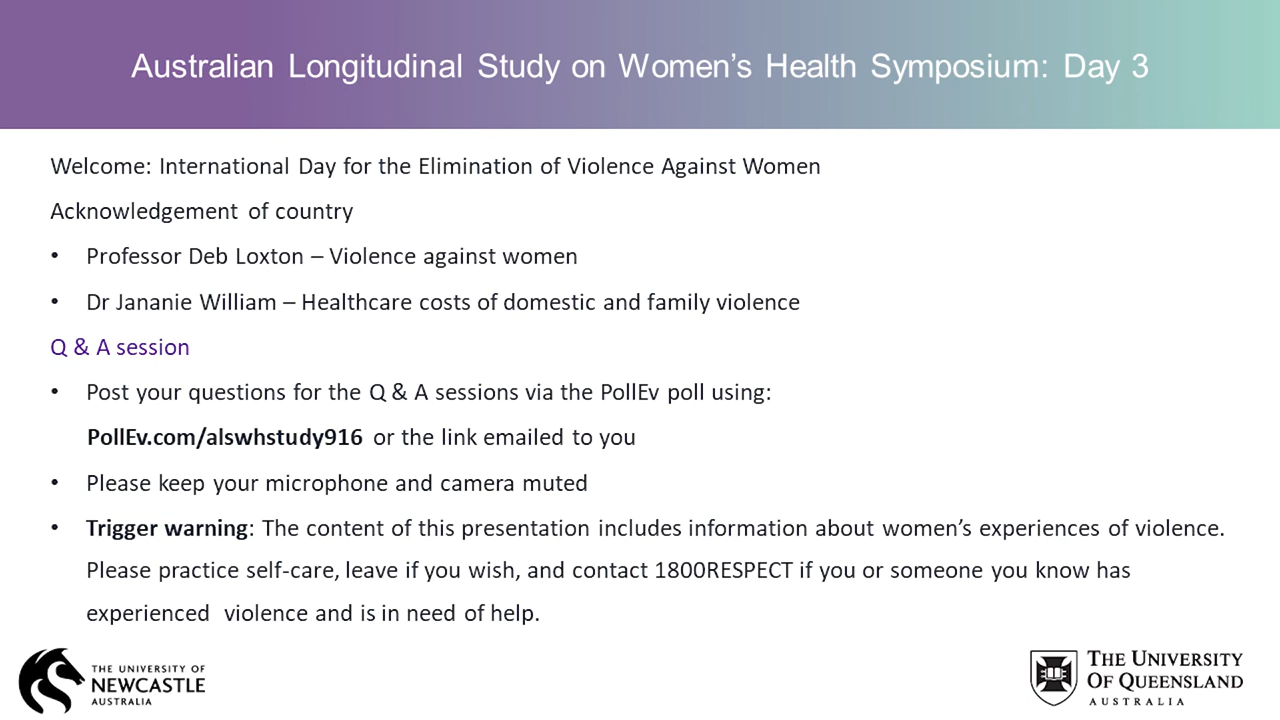 Australian Longitudinal Study on Women's Health Symposium: Day 3
Welcome: International Day for the Elimination of Violence Against Women
Acknowledgement of country
• Professor Deb Loxton – Violence against women
• Dr Jananie William – Healthcare costs of domestic and family violence
Q & A session
• Post your questions for the Q & A sessions via the PollEv poll using:
PollEv.com/alswhstudy916 or the link emailed to you
• Please keep your microphone and camera muted
• Trigger warning: The content of this presentation includes information about women's experiences of violence.
Please practice self-care, leave if you wish, and contact 1800RESPECT if you or someone you know has
experienced violence and is in need of help.
THE UNIVERSITY OF
NEWCASTLE
AUSTRALIA
THE UNIVERSITY
OF QUEENSLAND
AUSTRALIA